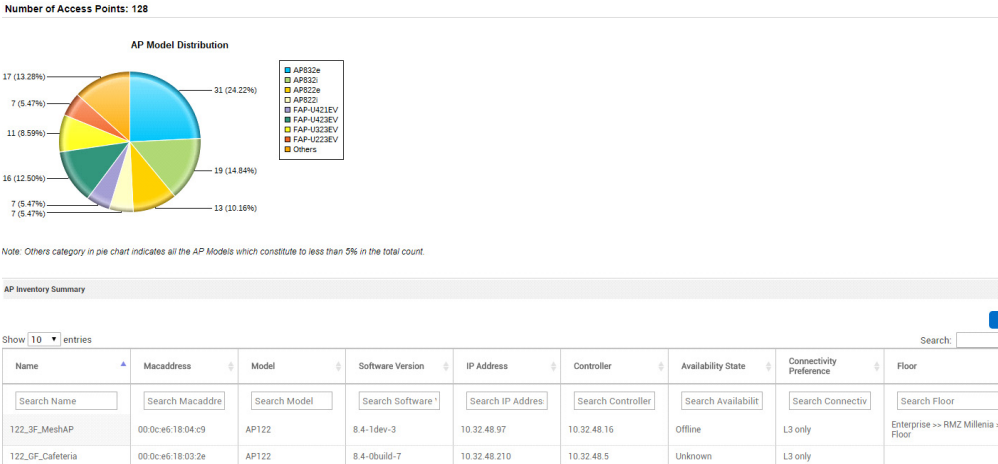 Number of Access Points: 128
AP Model Distribution
17 (13.28%)
7 (5.47%)
11 (8.59%)
16 (12.50%)
7 (5.47%)
7 (5.47%)
31 (24.22%)
19 (14.84%)
13 (10.16%)
AP832e
AP832i
AP822e
AP822i
FAP-U421EV
FAP-U423EV
FAP-U323EV
FAP-U223EV
Others
Note: Others category in pie chart indicates all the AP Models which constitute to less than 5% in the total count.
AP Inventory Summary
Show 10 entries Search:
Name Macaddress Model Software Version IP Address Controller Availability State Connectivity Preference Floor
Search Name Search Macaddre Search Model Search Software Search IP Addres Search Controller Search Availabilit Search Connectiv Search Floor
122_3F_MeshAP 00:0c:e6:18:04:c9 AP122 8.4-1dev-3 10.32.48.97 10.32.48.16 Offline L3 only Enterprise >> RMZ Millenia > Floor
122_GF_Cafeteria 00:0c:e6:18:03:2e AP122 8.4-0build-7 10.32.48.210 10.32.48.5 Unknown L3 only